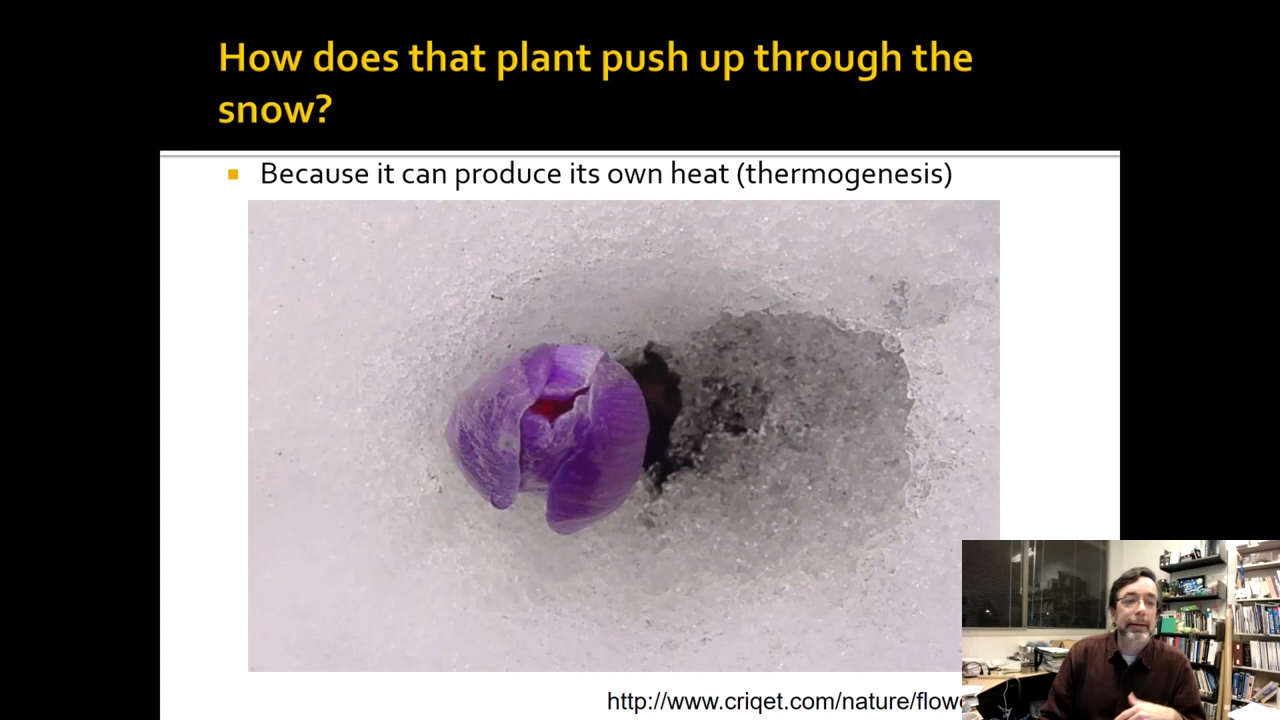 How does that plant push up through the
snow?
Because it can produce its own heat (thermogenesis)
http://www.criqet.com/nature/flow